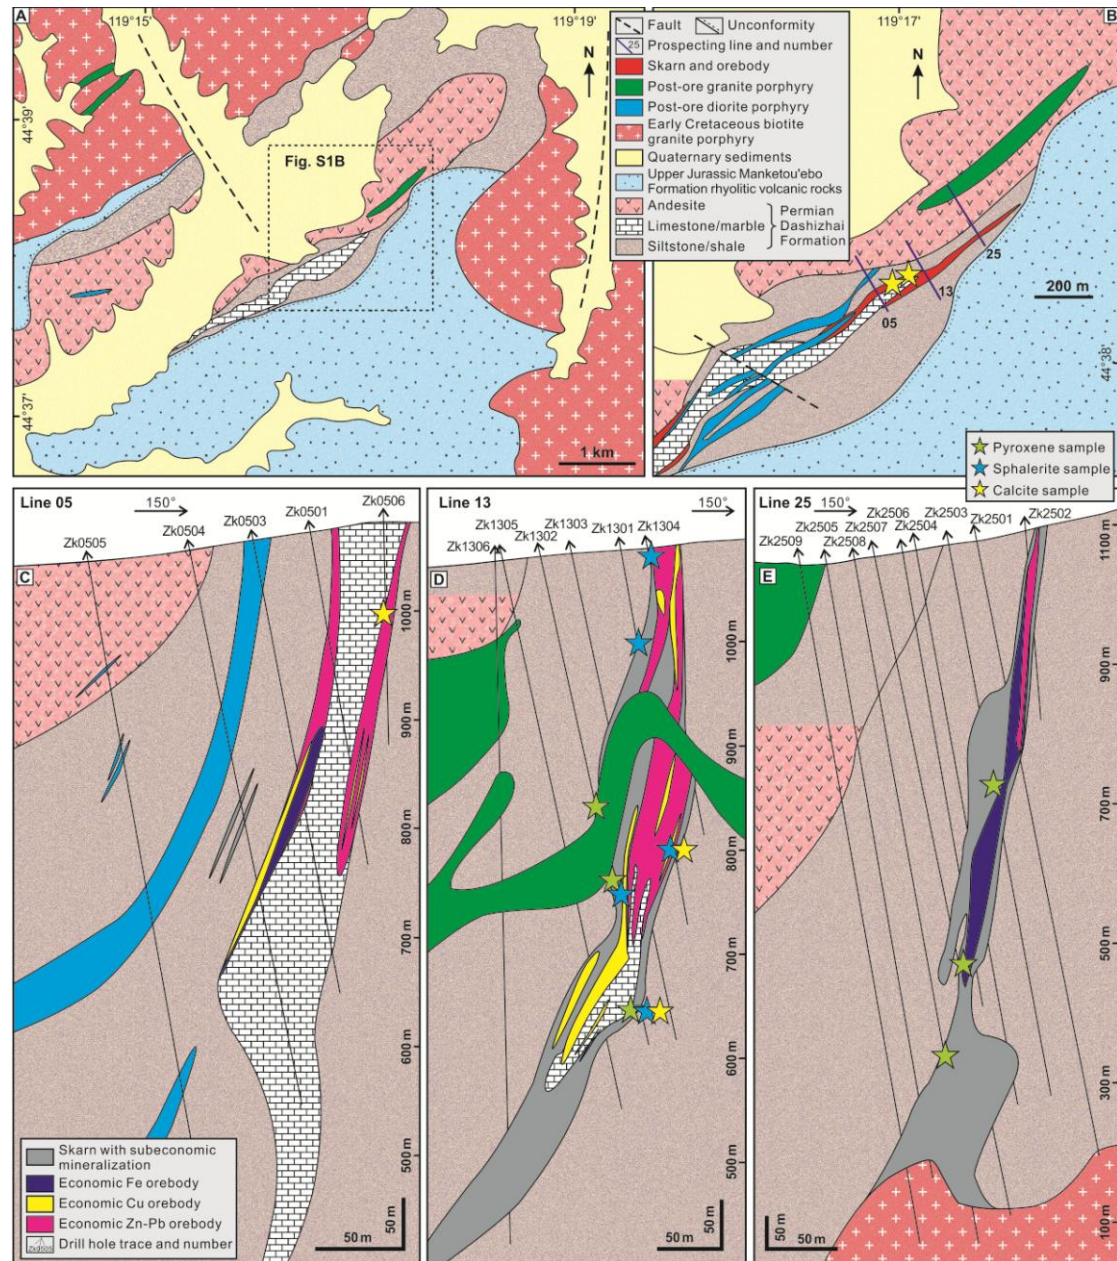 A
119°15'
119°19'
N
44°39'
44°37'
Fig. S1B
1 km
Fault
Unconformity
25
Prospecting line and number
Skarn and orebody
Post-ore granite porphyry
Post-ore diorite porphyry
Early Cretaceous biotite
granite porphyry
Quaternary sediments
Upper Jurassic Manketou'ebo
Formation rhyolitic volcanic rocks
Andesite
Limestone/marble
Siltstone/shale
Permian
Dashizhai
Formation
B
119°17'
N
25
13
05
200 m
44°38'
Pyroxene sample
Sphalerite sample
Calcite sample
Line 05
150°
Zk0506
Zk0501
Zk0503
Zk0504
Zk0505
C
1000 m
900 m
800 m
700 m
600 m
500 m
Skarn with subeconomic
mineralization
Economic Fe orebody
Economic Cu orebody
Economic Zn-Pb orebody
Drill hole trace and number
50 m
50 m
Line 13
150°
Zk1305
Zk1303
Zk1301
Zk1304
Zk1306
Zk1302
D
1000 m
900 m
800 m
700 m
600 m
500 m
50 m
50 m
Line 25
150°
Zk2506
Zk2503
Zk2502
Zk2505
Zk2507
Zk2504
Zk2501
Zk2509
Zk2508
E
1100 m
900 m
700 m
500 m
300 m
100 m
50 m
50 m